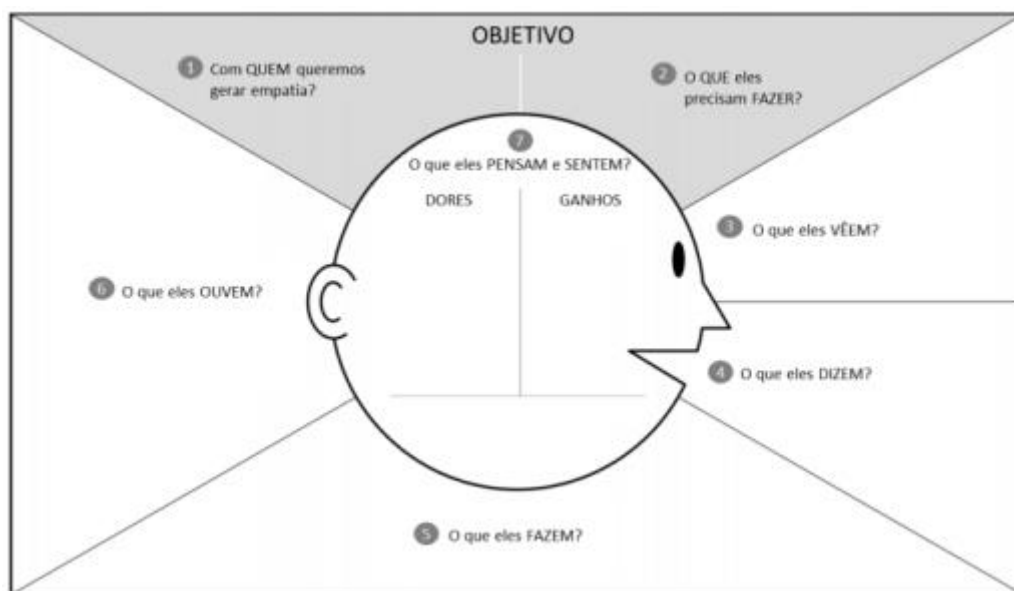 OBJETIVO
1 Com QUEM queremos
gerar empatia?
2 O QUE eles
precisam FAZER?
7
O que eles PENSAM e SENTEM?
DORES
GANHOS
3 O que eles VÊEM?
6 O que eles OUVEM?
4 O que eles DIZEM?
5 O que eles FAZEM?